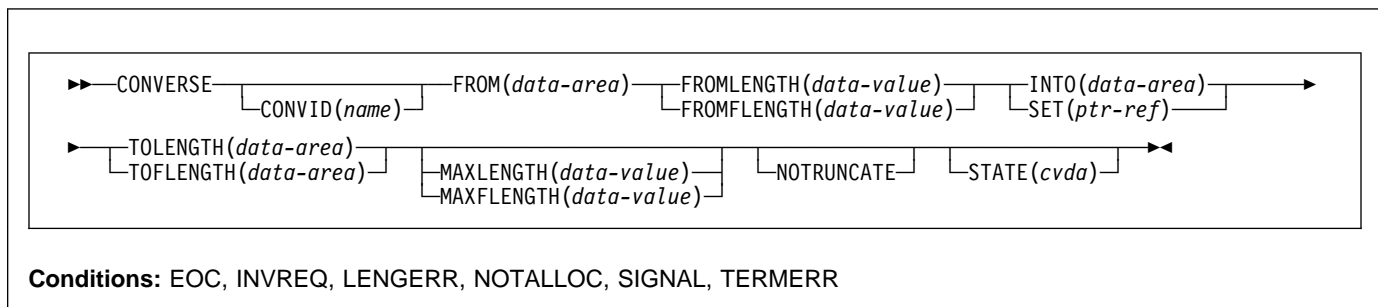 CONVERSE FROM(data-area) FROMLENGTH(data-value) INTO(data-area)
CONVID(name) FROMFLENGTH(data-value) SET(ptr-ref)
TOLENGTH(data-area)
TOFLENGTH(data-area) MAXLENGTH(data-value) NOTRUNCATE STATE(cvda)
MAXFLENGTH(data-value)
Conditions: EOC, INVREQ, LENGERR, NOTALLOC, SIGNAL, TERMERR